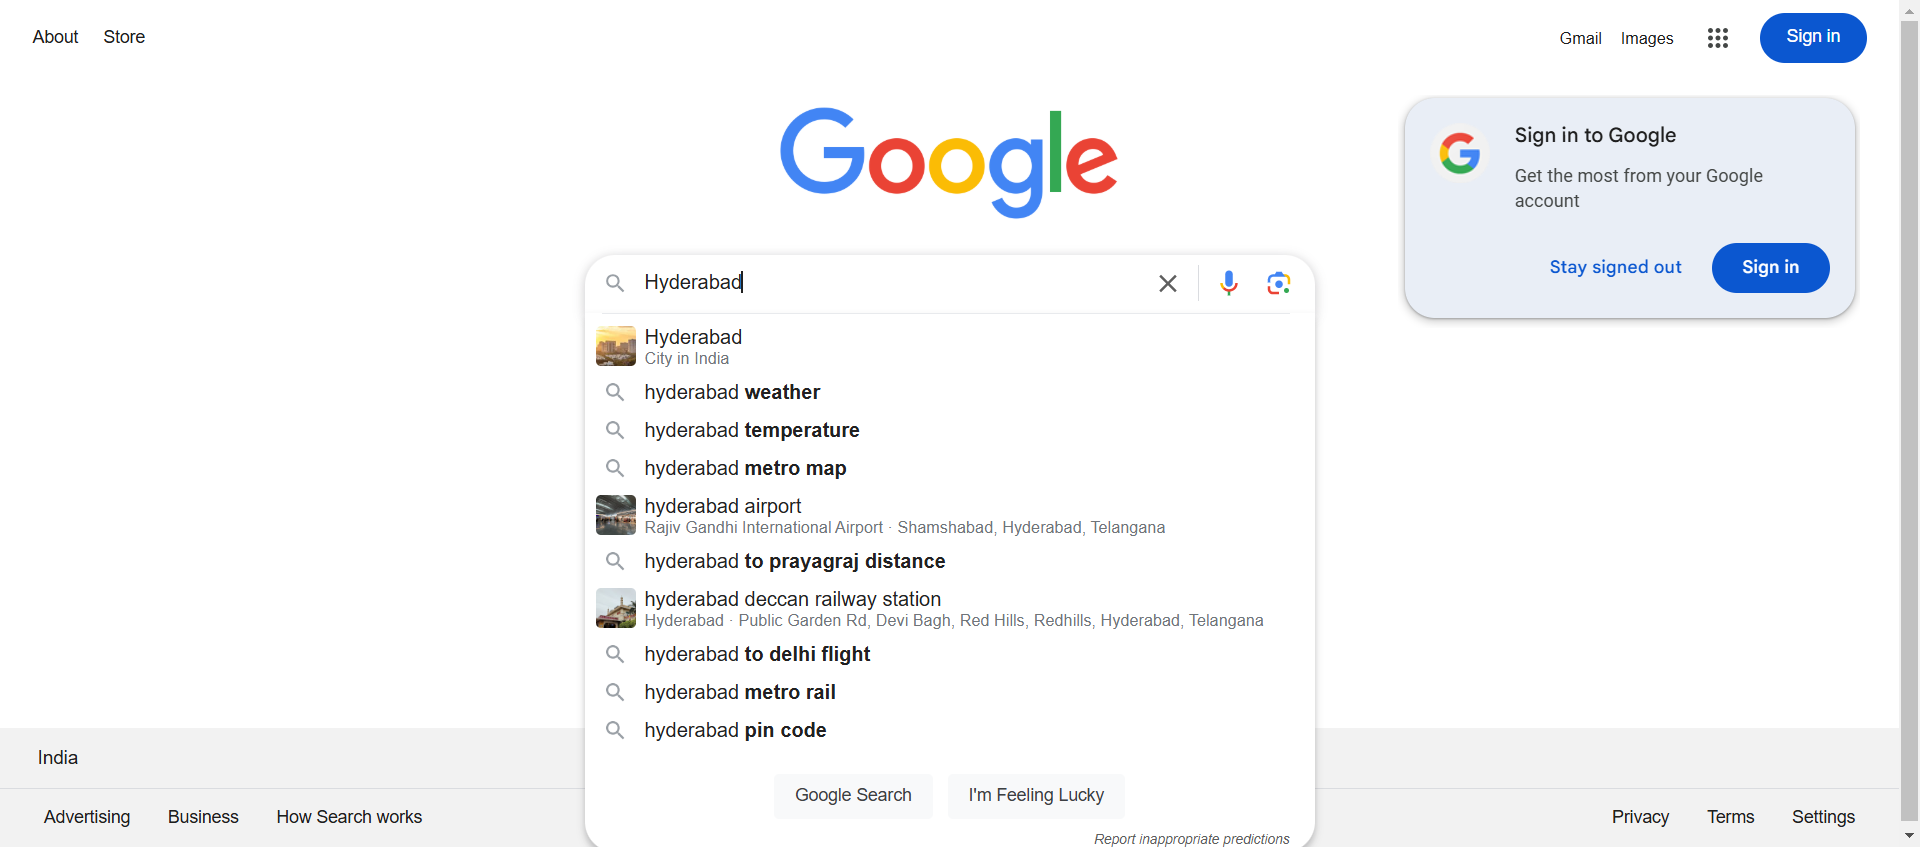 About Store
Gmail Images Sign in
Google
Sign in to Google
Get the most from your Google
account
Stay signed out Sign in
Hyderabad
Hyderabad
City in India
hyderabad weather
hyderabad temperature
hyderabad metro map
hyderabad airport
Rajiv Gandhi International Airport · Shamshabad, Hyderabad, Telangana
hyderabad to prayagraj distance
hyderabad deccan railway station
Hyderabad · Public Garden Rd, Devi Bagh, Red Hills, Redhills, Hyderabad, Telangana
hyderabad to delhi flight
hyderabad metro rail
hyderabad pin code
Google Search I'm Feeling Lucky
Report inappropriate predictions
India
Advertising Business How Search works
Privacy Terms Settings